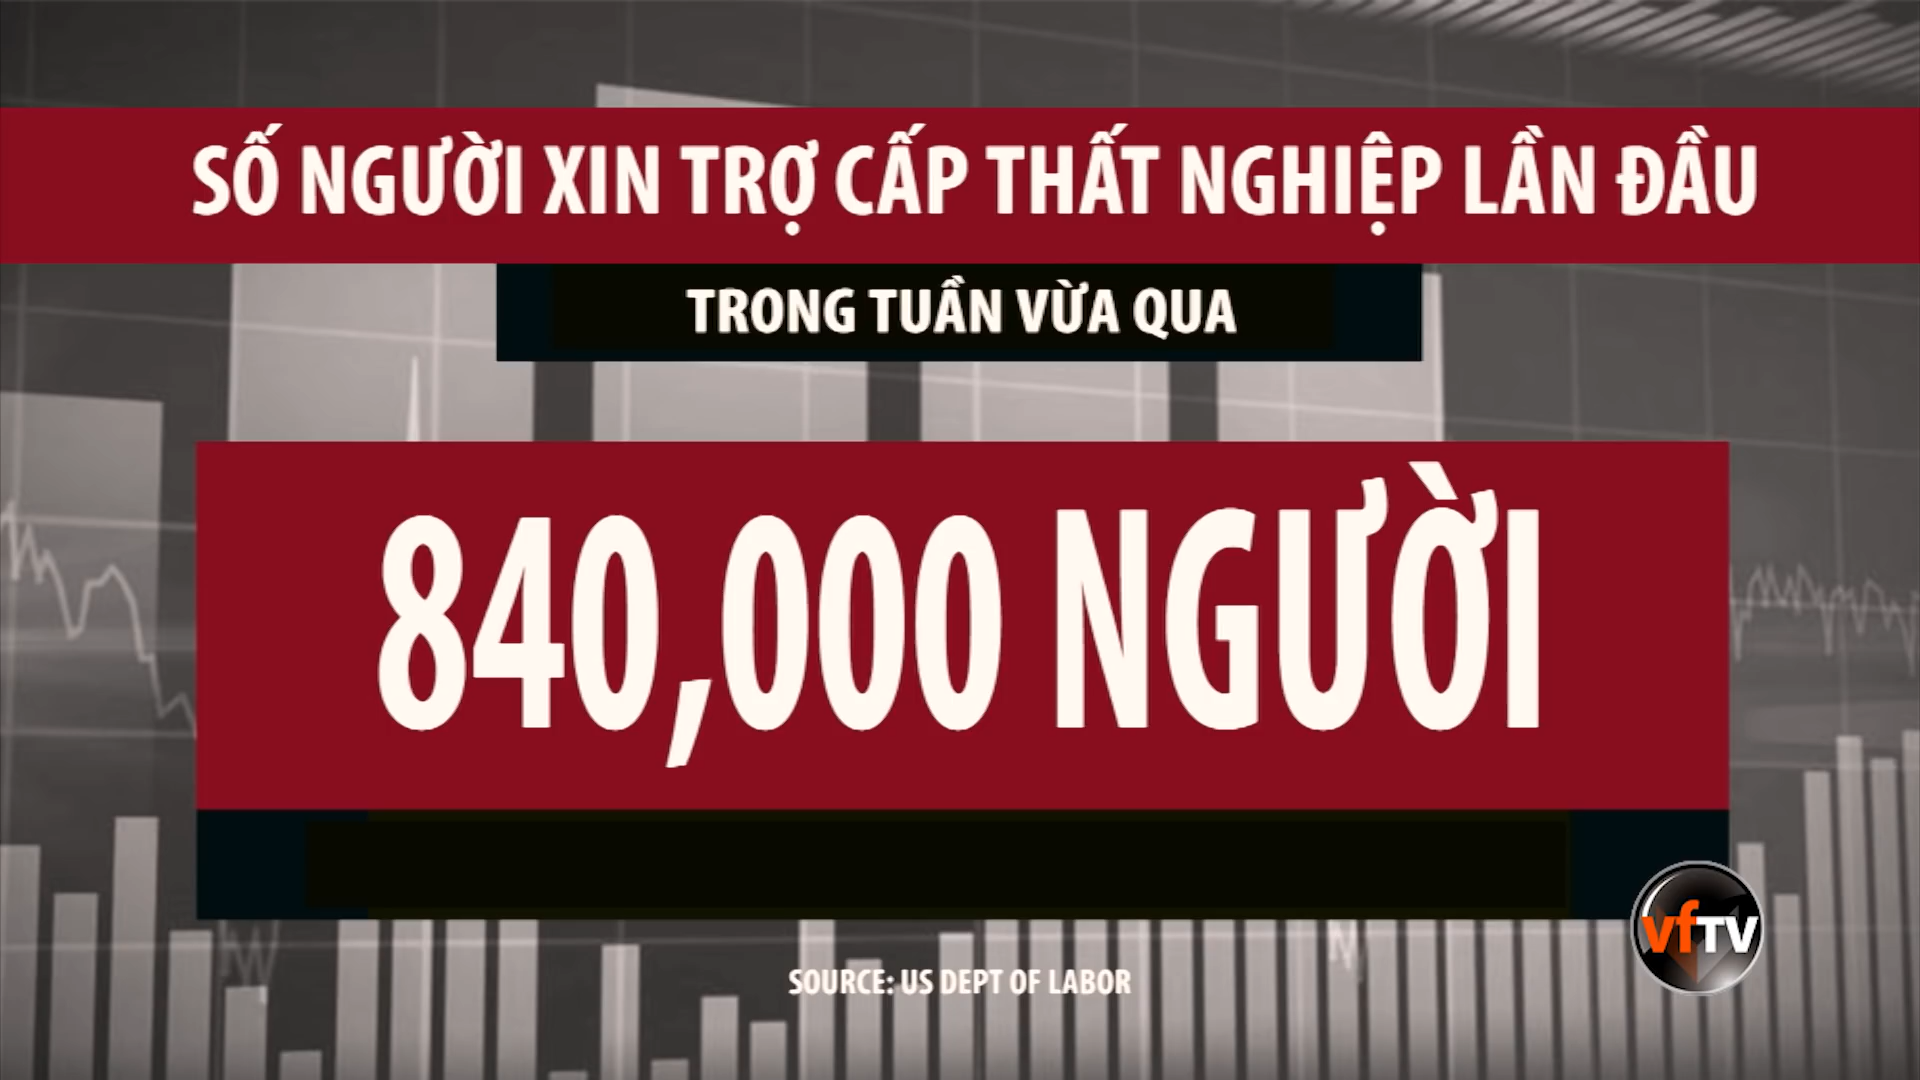 SỐ NGƯỜI XIN TRỢ CẤP THẤT NGHIỆP LẦN ĐẦU
TRONG TUẦN VỪA QUA
840,000 NGƯỜI
vfTV
SOURCE: US DEPT OF LABOR